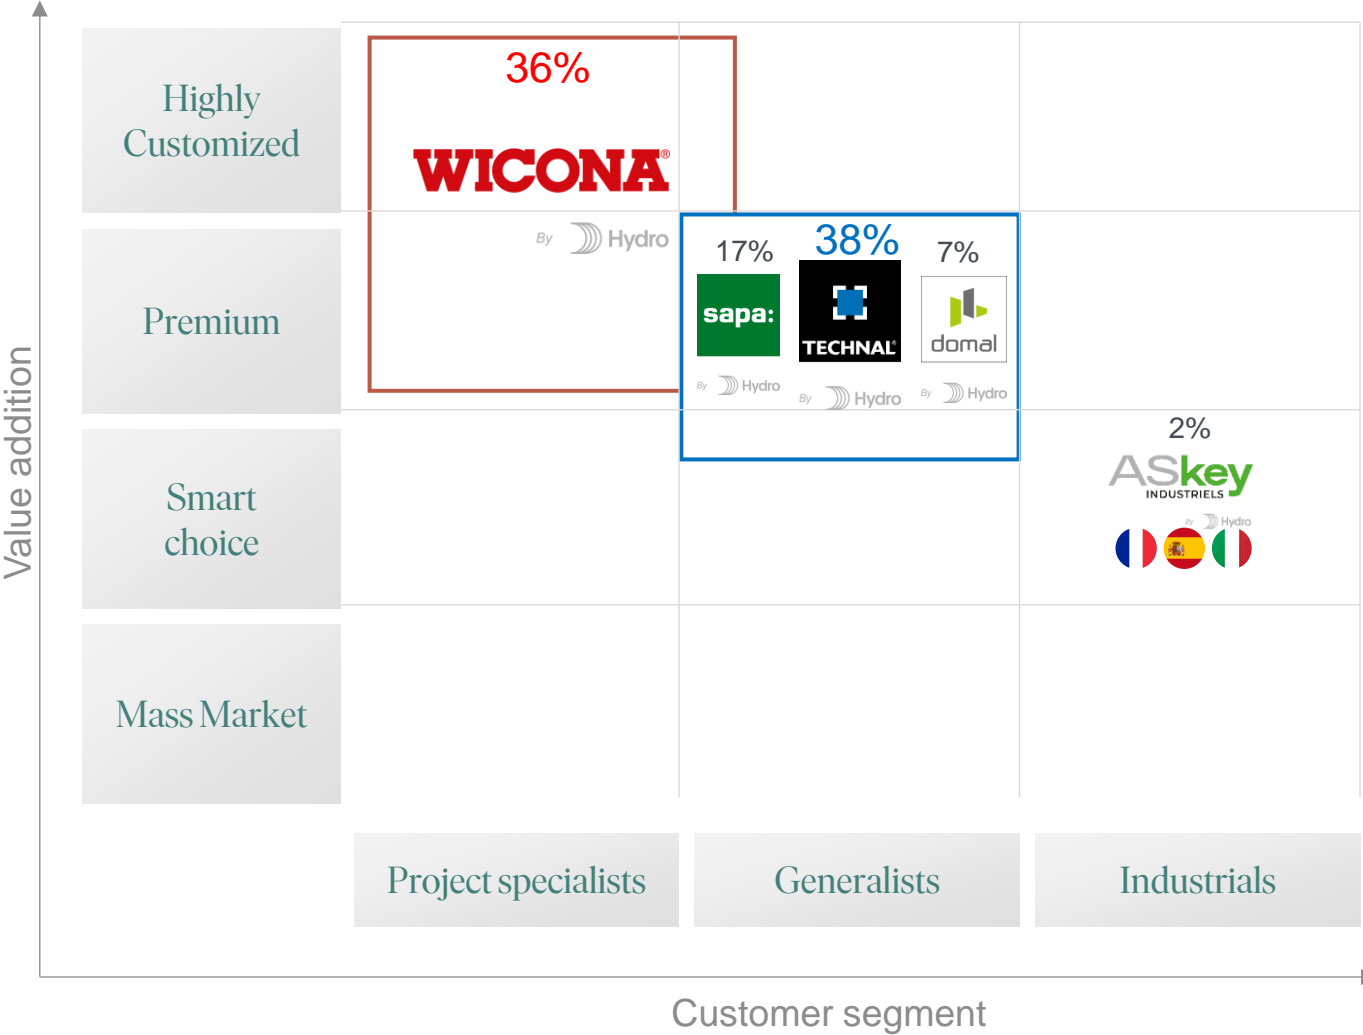 Highly
Customized
36%
WICONA®
By Hydro
Premium
17%
38%
7%
sapa:
TECHNAL®
domal
By Hydro
By Hydro
By Hydro
Value addition
Smart
choice
2%
ASkey
INDUSTRIELS
By Hydro
Mass Market
Project specialists
Generalists
Industrials
Customer segment